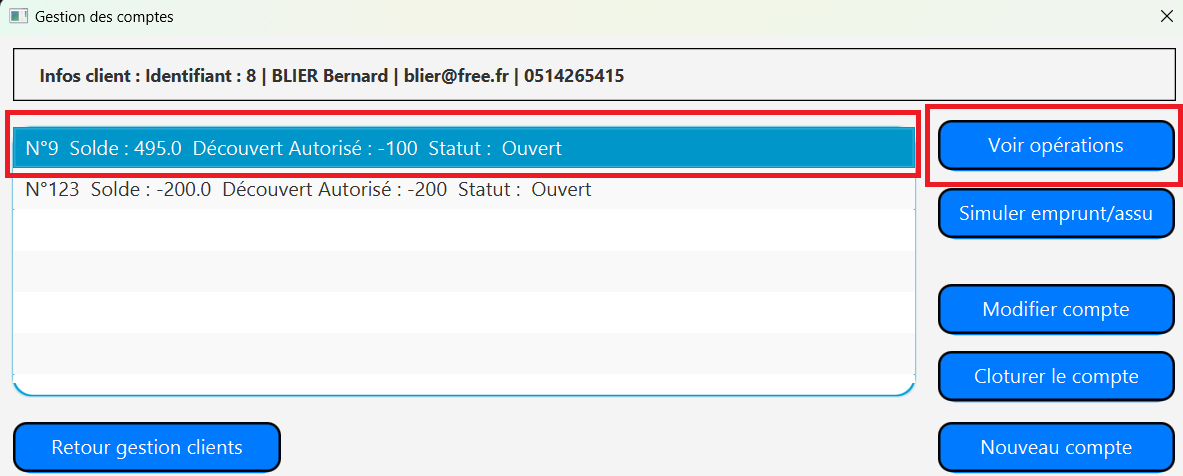 Gestion des comptes
Infos client : Identifiant : 8 | BLIER Bernard | blier@free.fr | 0514265415
N°9 Solde : 495.0 Découvert Autorisé : -100 Statut : Ouvert
Voir opérations
N°123 Solde : -200.0 Découvert Autorisé : -200 Statut : Ouvert
Simuler emprunt/assu
Modifier compte
Cloturer le compte
Retour gestion clients
Nouveau compte